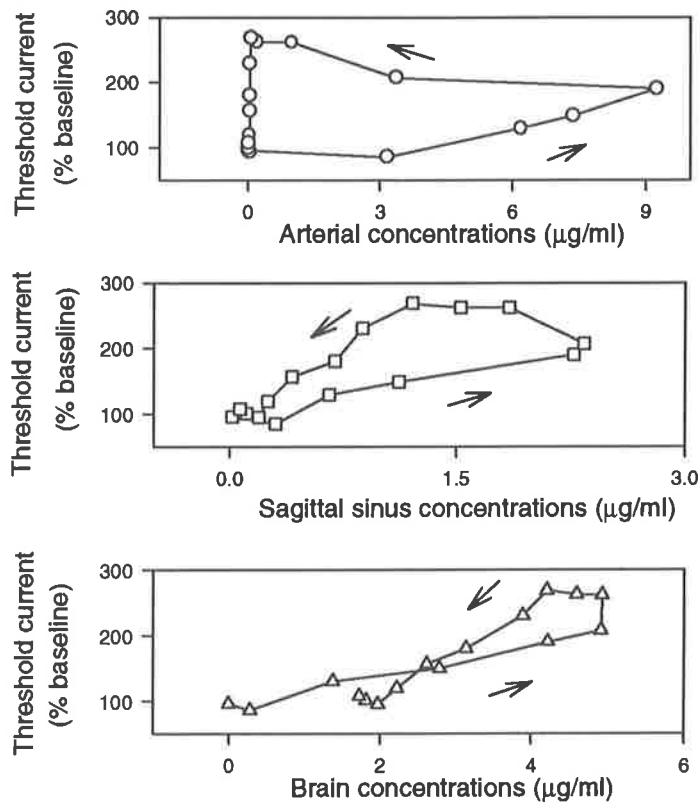 Threshold current
(% baseline)
300
200
100
0
3
6
9
Arterial concentrations (μg/ml)
Threshold current
(% baseline)
300
200
100
0.0
1.5
3.0
Sagittal sinus concentrations (μg/ml)
Threshold current
(% baseline)
300
200
100
0
2
4
6
Brain concentrations (μg/ml)